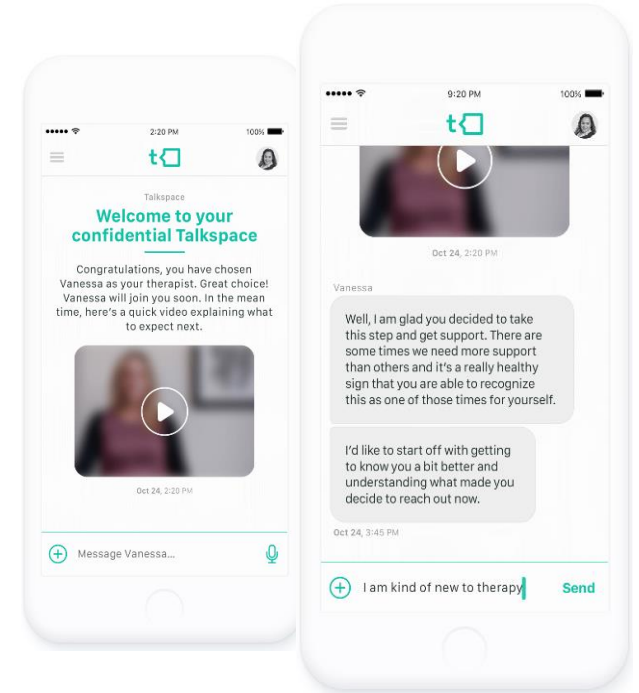 2:20 PM
100%
t
Talkspace
Welcome to your
confidential Talkspace
Congratulations, you have chosen
Vanessa as your therapist. Great choice!
Vanessa will join you soon. In the mean
time, here's a quick video explaining what
to expect next.
Oct 24, 2:20 PM
Message Vanessa...
9:20 PM
100%
t
Oct 24, 2:20 PM
Vanessa
Well, I am glad you decided to take
this step and get support. There are
some times we need more support
than others and it's a really healthy
sign that you are able to recognize
this as one of those times for yourself.
I'd like to start off with getting
to know you a bit better and
understanding what made you
decide to reach out now.
Oct 24, 3:45 PM
I am kind of new to therapy
Send